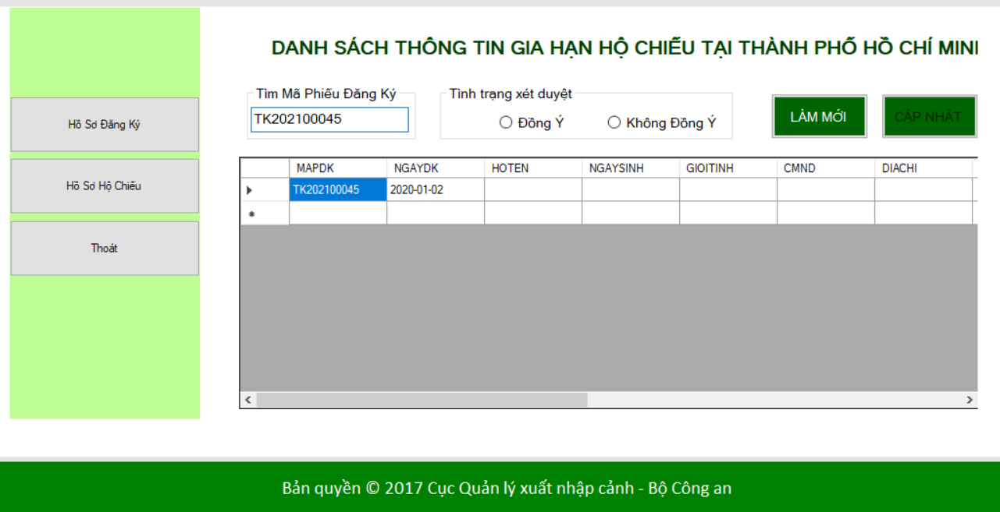 DANH SÁCH THÔNG TIN GIA HẠN HỘ CHIẾU TẠI THÀNH PHỐ HỒ CHÍ MINI
Tìm Mã Phiếu Đăng Ký
Tình trạng xét duyệt
TK202100045
Đồng Ý
Không Đồng Ý
LÀM MỚI
CẬP NHẬT
Hồ Sơ Đăng Ký
Hồ Sơ Hộ Chiếu
Thoát
MAPDK NGAYDK HOTEN NGAYSINH GIOITINH CMND DIACHI
TK202100045 2020-01-02
Bản quyền © 2017 Cục Quản lý xuất nhập cảnh - Bộ Công an